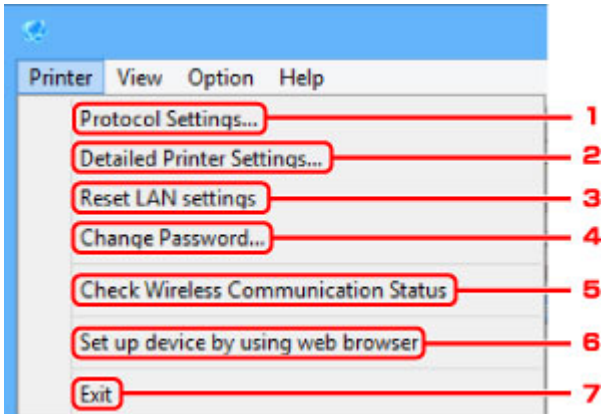 Printer View Option Help
Protocol Settings... 1
Detailed Printer Settings... 2
Reset LAN settings 3
Change Password... 4
Check Wireless Communication Status 5
Set up device by using web browser 6
Exit 7